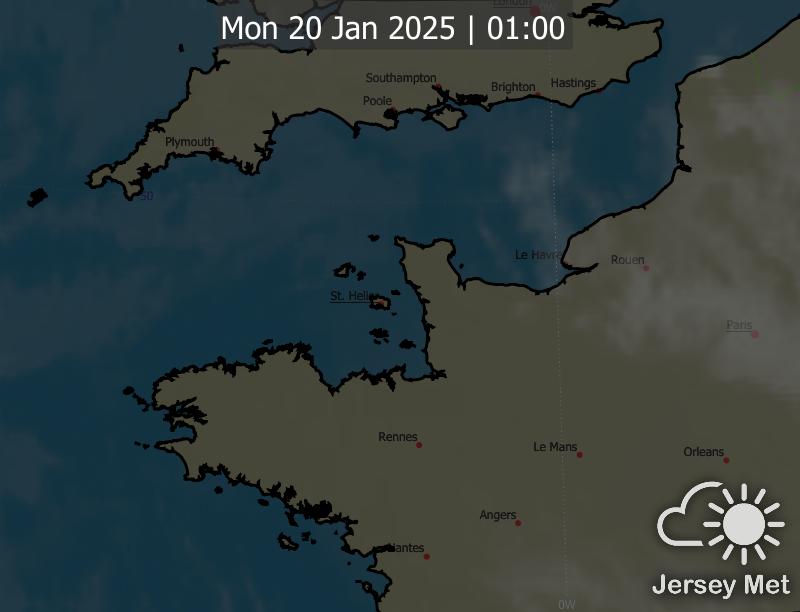 London
0W
Mon 20 Jan 2025 | 01:00
Southampton
Brighton
Hastings
Poole
Plymouth
50
Le Havre
Rouen
St. Helier
Paris
Rennes
Le Mans
Orleans
Angers
Nantes
Jersey Met
0W